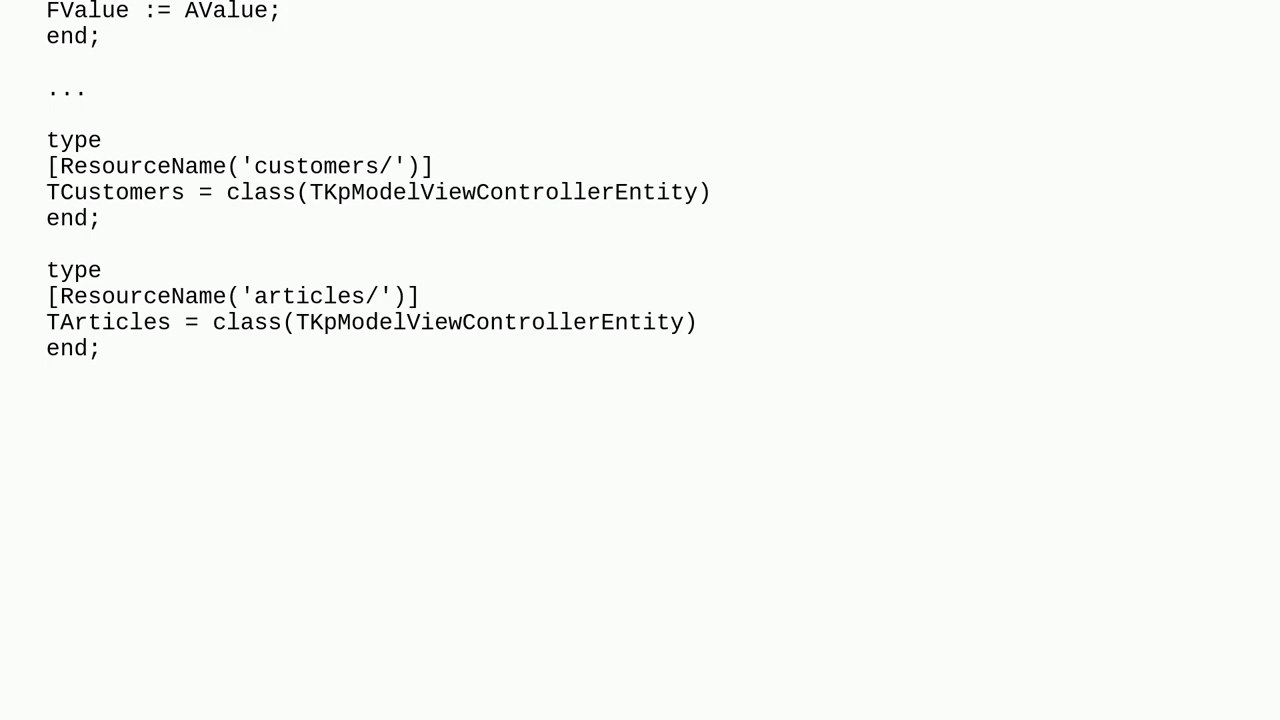 FValue := AValue;
end;
...
type
[ResourceName('customers/')]
TCustomers = class(TKpModelViewControllerEntity)
end;
type
[ResourceName('articles/')]
TArticles = class(TKpModelViewControllerEntity)
end;